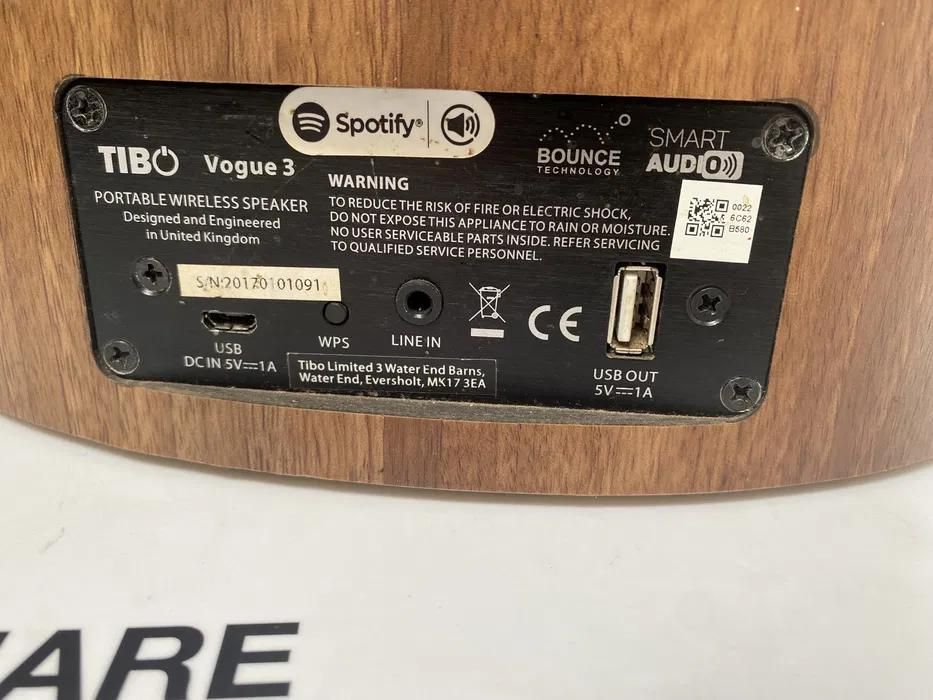 Spotify®
TIBO Vogue 3
PORTABLE WIRELESS SPEAKER
Designed and Engineered
in United Kingdom
WARNING
TO REDUCE THE RISK OF FIRE OR ELECTRIC SHOCK,
DO NOT EXPOSE THIS APPLIANCE TO RAIN OR MOISTURE.
NO USER SERVICEABLE PARTS INSIDE. REFER SERVICING
TO QUALIFIED SERVICE PERSONNEL.
BOUNCE
TECHNOLOGY
SMART
AUDIO
0022
6C62
B580
S/N:20170101091
USB
DC IN 5V⎓1A
WPS
LINE IN
Tibo Limited 3 Water End Barns,
Water End, Eversholt, MK17 3EA
CE
USB OUT
5V⎓1A
ARE